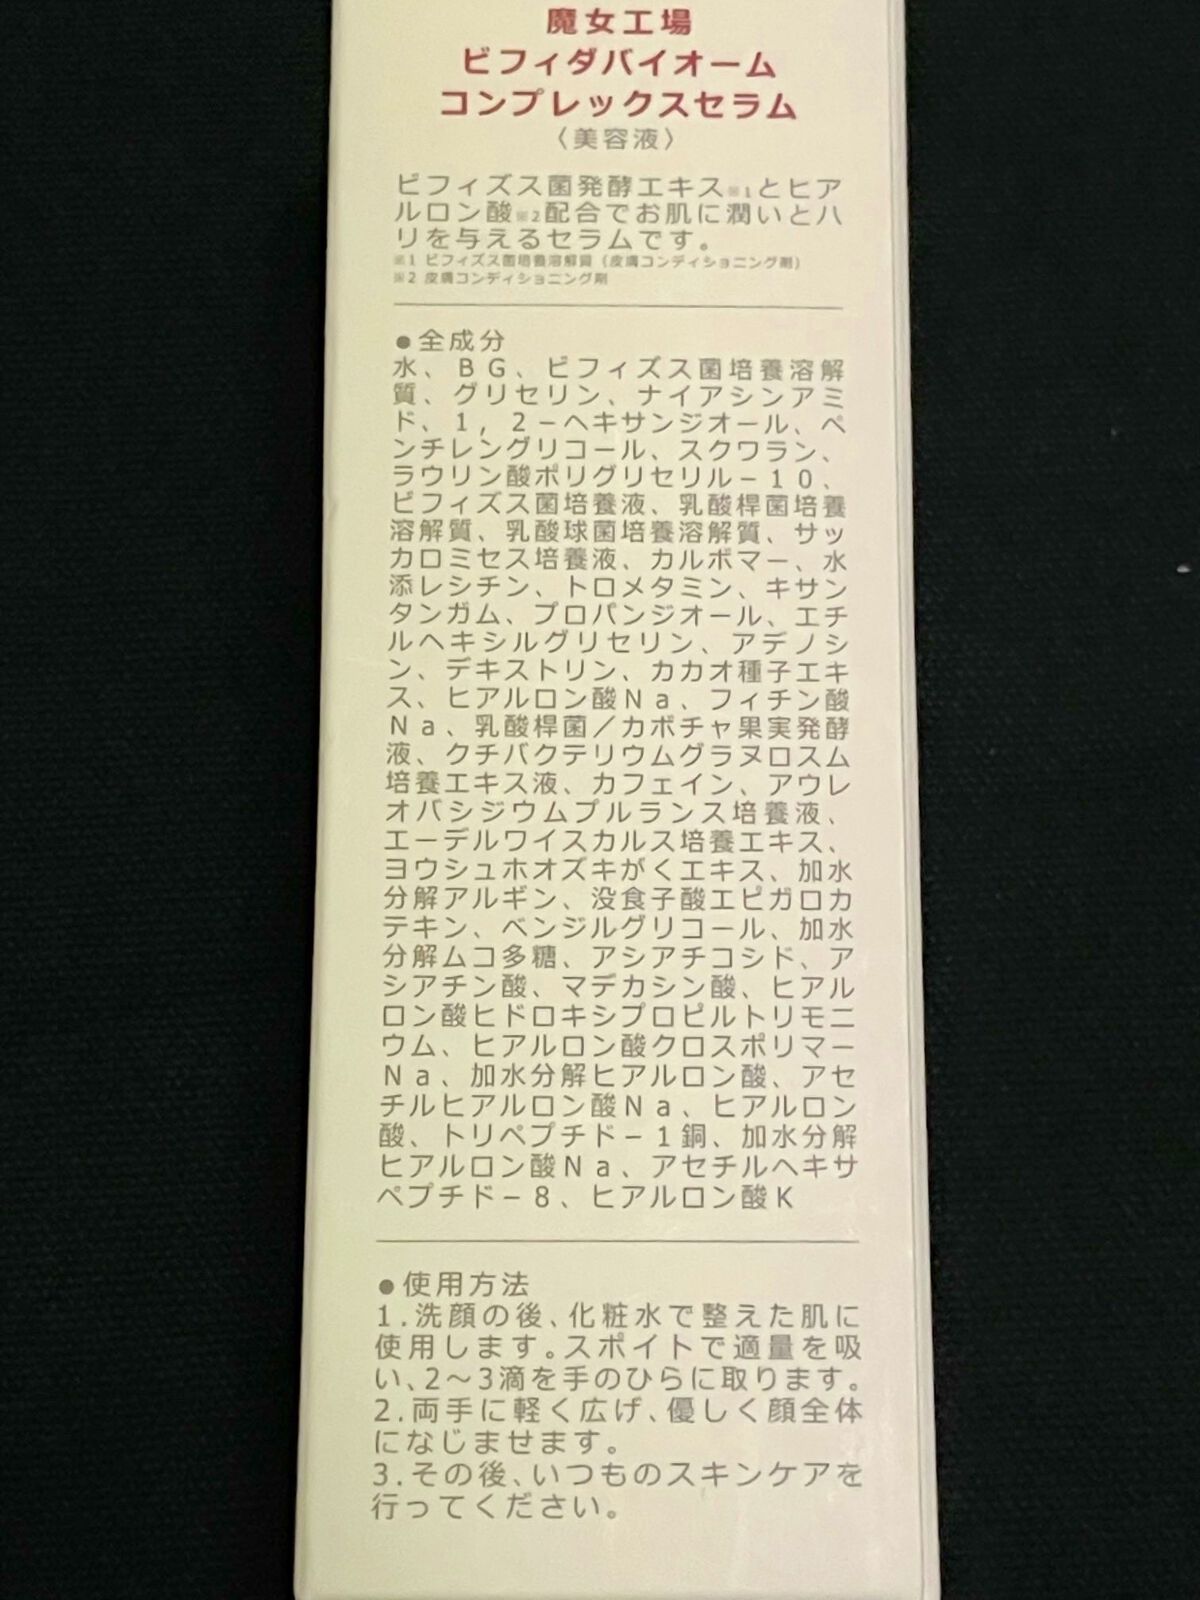 魔女工場
ビフィダバイオーム
コンプレックスセラム
〈美容液〉
ビフィズス菌発酵エキス※1とヒア
ルロン酸※2配合でお肌に潤いとハ
リを与えるセラムです。
※1 ビフィズス菌培養溶解質（皮膚コンディショニング剤）
※2 皮膚コンディショニング剤
●全成分
水、ＢＧ、ビフィズス菌培養溶解
質、グリセリン、ナイアシンアミ
ド、１，２－ヘキサンジオール、ペ
ンチレングリコール、スクワラン、
ラウリン酸ポリグリセリル－１０、
ビフィズス菌培養液、乳酸桿菌培養
溶解質、乳酸球菌培養溶解質、サッ
カロミセス培養液、カルボマー、水
添レシチン、トロメタミン、キサン
タンガム、プロパンジオール、エチ
ルヘキシルグリセリン、アデノシ
ン、デキストリン、カカオ種子エキ
ス、ヒアルロン酸Ｎａ、フィチン酸
Ｎａ、乳酸桿菌／カボチャ果実発酵
液、クチバクテリウムグラヌロスム
培養エキス液、カフェイン、アウレ
オバシジウムプルランス培養液、
エーデルワイスカルス培養エキス、
ヨウシュホオズキがくエキス、加水
分解アルギン、没食子酸エピガロカ
テキン、ベンジルグリコール、加水
分解ムコ多糖、アシアチコシド、ア
シアチン酸、マデカシン酸、ヒアル
ロン酸ヒドロキシプロピルトリモニ
ウム、ヒアルロン酸クロスポリマー
Ｎａ、加水分解ヒアルロン酸、アセ
チルヒアルロン酸Ｎａ、ヒアルロン
酸、トリペプチド－１銅、加水分解
ヒアルロン酸Ｎａ、アセチルヘキサ
ペプチド－８、ヒアルロン酸Ｋ
●使用方法
1.洗顔の後、化粧水で整えた肌に
使用します。スポイトで適量を吸
い、2～3滴を手のひらに取ります。
2.両手に軽く広げ、優しく顔全体
になじませます。
3.その後、いつものスキンケアを
行ってください。